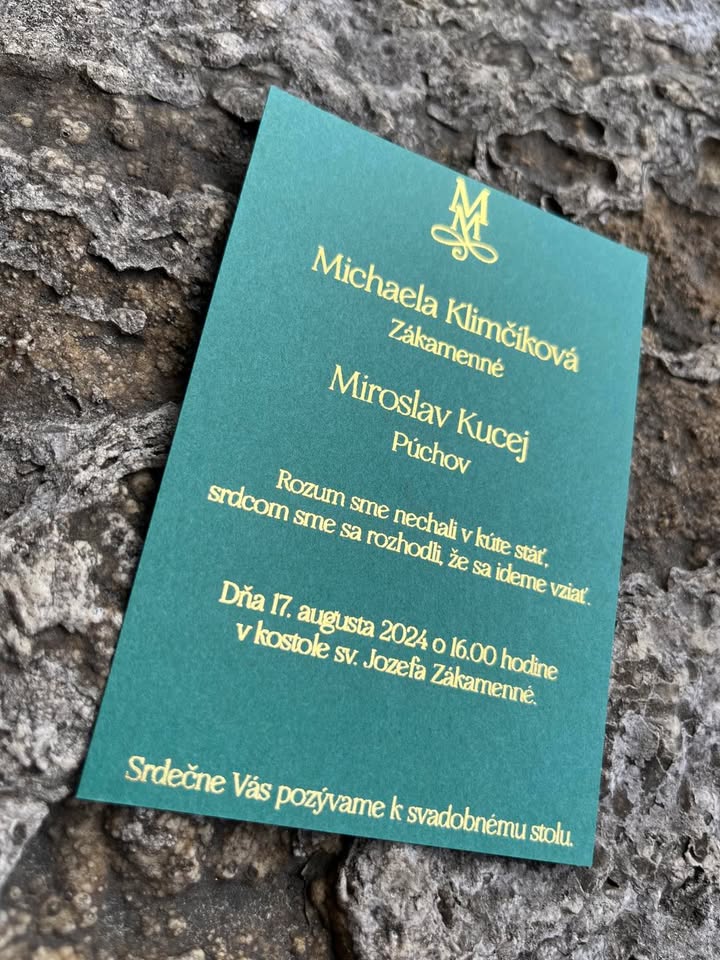 M
M
Michaela Klimčíková
Zákamenné
Miroslav Kucej
Púchov
Rozum sme nechali v kúte stáť,
srdcom sme sa rozhodli, že sa ideme vziať.
Dňa 17. augusta 2024 o 16.00 hodine
v kostole sv. Jozefa Zákamenné.
Srdečne Vás pozývame k svadobnému stolu.